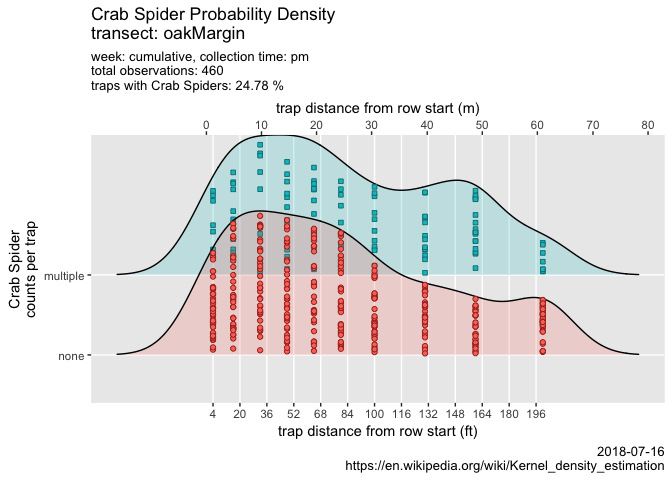 Crab Spider Probability Density
transect: oakMargin
week: cumulative, collection time: pm
total observations: 460
traps with Crab Spiders: 24.78 %
trap distance from row start (m)
0 10 20 30 40 50 60 70 80
Crab Spider
counts per trap
multiple
none
4 20 36 52 68 84 100 116 132 148 164 180 196
trap distance from row start (ft)
2018-07-16
https://en.wikipedia.org/wiki/Kernel_density_estimation